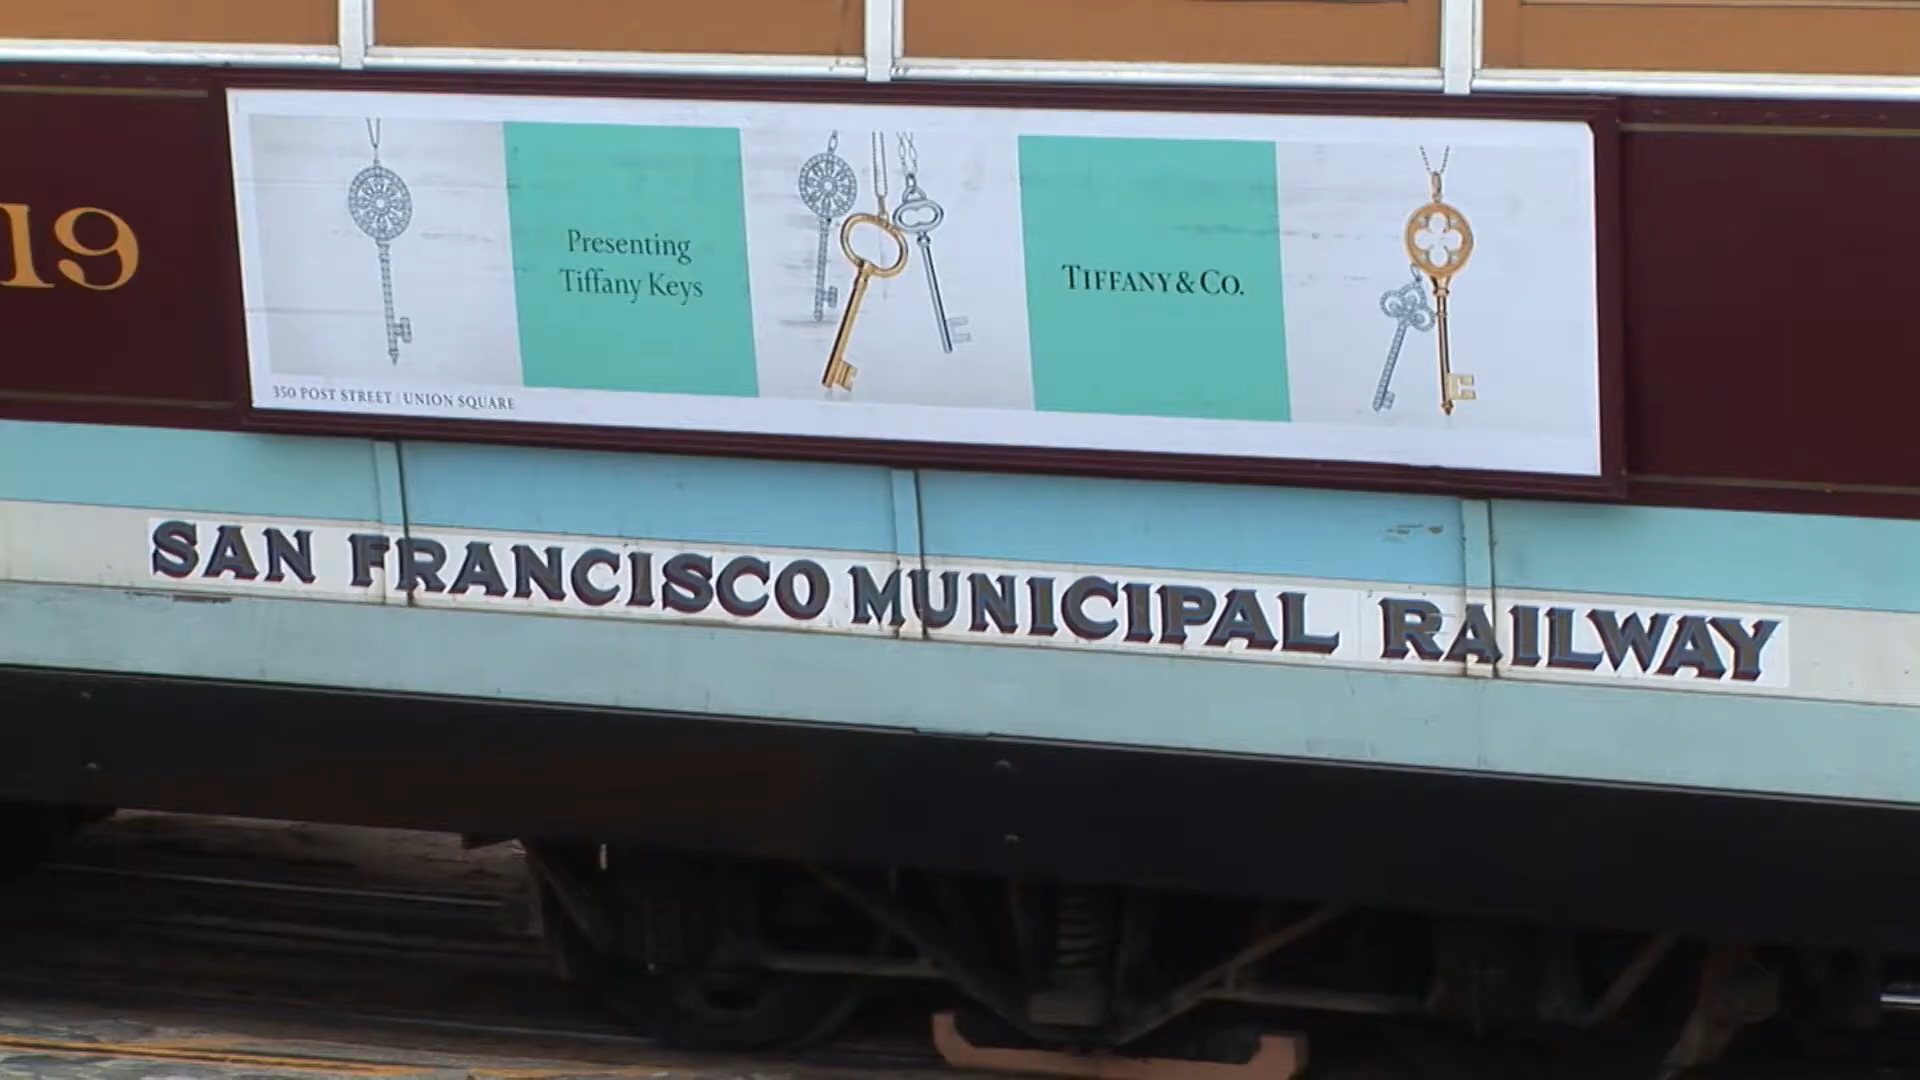 19
Presenting
Tiffany Keys
TIFFANY & CO.
350 POST STREET UNION SQUARE
SAN FRANCISCO MUNICIPAL RAILWAY